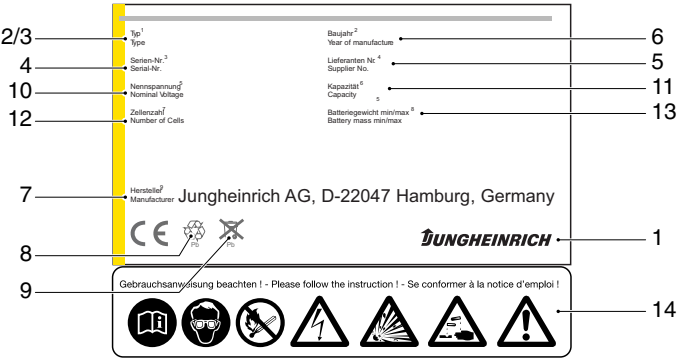 Typ1
Type
Baujahr2
Year of manufacture
2/3
6
Serien-Nr.3
Serial-Nr.
Lieferanten Nr.4
Supplier No.
4
5
Nennspannung5
Nominal Voltage
Kapazität6
Capacity
5
10
11
Zellenzahl7
Number of Cells
Batteriegewicht min/max8
Battery mass min/max
12
13
7
Hersteller9
Manufacturer
Jungheinrich AG, D-22047 Hamburg, Germany
CE
Pb
Pb
JUNGHEINRICH
1
8
9
Gebrauchsanweisung beachten ! - Please follow the instruction ! - Se conformer à la notice d'emploi !
i
14